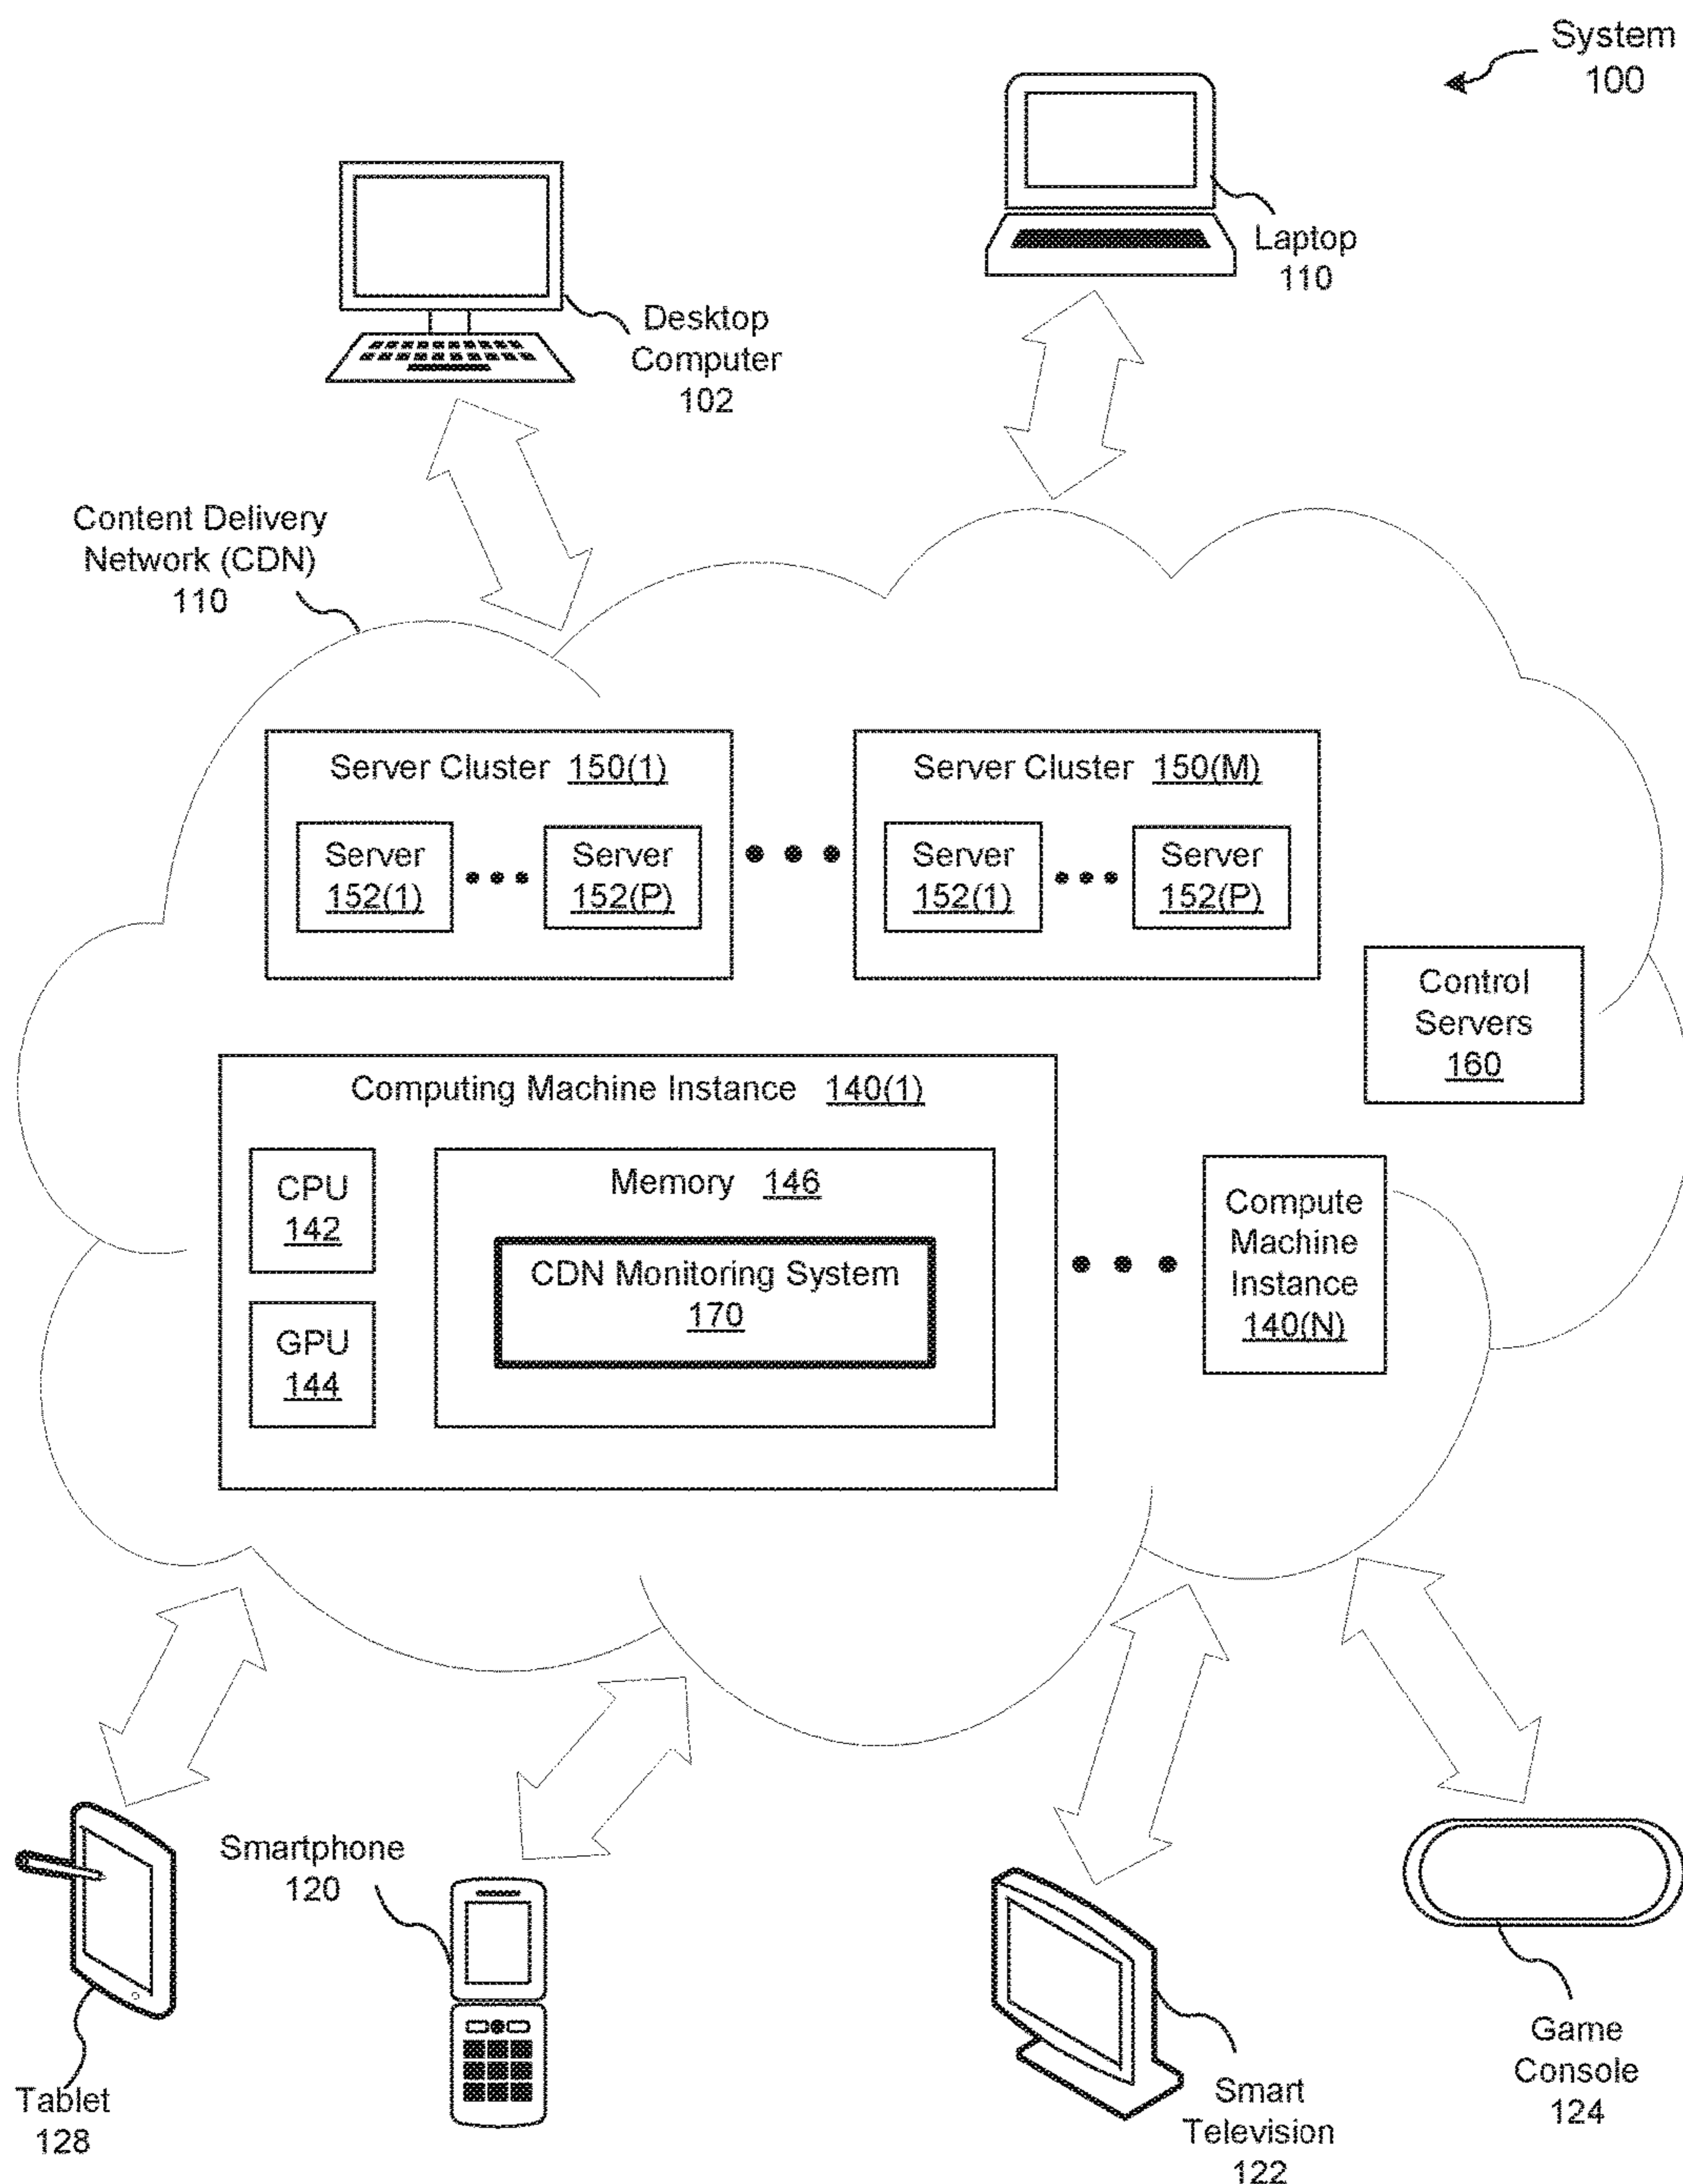 System
100
Laptop
110
Desktop
Computer
102
Content Delivery
Network (CDN)
110
Server Cluster 150(1)
Server
152(1)
Server
152(P)
Server Cluster 150(M)
Server
152(1)
Server
152(P)
Control
Servers
160
Computing Machine Instance 140(1)
CPU
142
GPU
144
Memory 146
CDN Monitoring System
170
Compute
Machine
Instance
140(N)
Tablet
128
Smartphone
120
Smart
Television
122
Game
Console
124